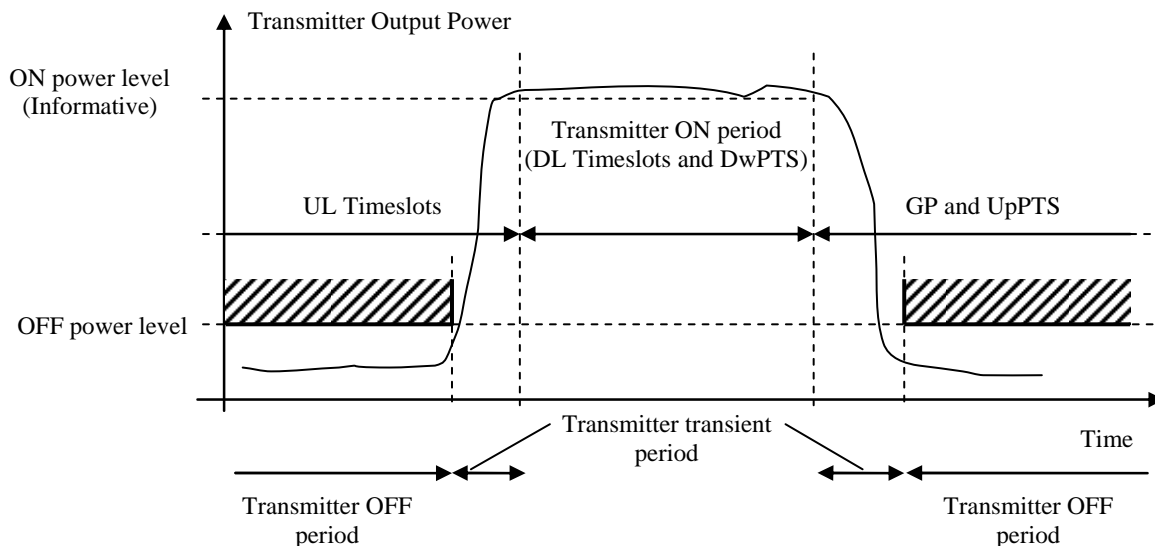 Transmitter Output Power
ON power level
(Informative)
Transmitter ON period
(DL Timeslots and DwPTS)
UL Timeslots
GP and UpPTS
OFF power level
Transmitter transient
period
Time
Transmitter OFF
period
Transmitter OFF
period